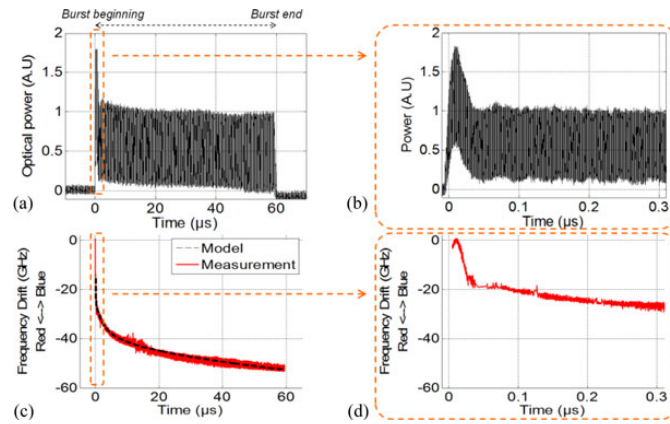 Burst beginning
Burst end
Optical power (A.U)
2
1.5
1
0.5
0
0 20 40 60
Time (µs)
(a)
Power (A.U)
2
1.5
1
0.5
0
0 0.1 0.2 0.3
Time (µs)
(b)
Frequency Drift (GHz)
Red <--> Blue
0
-20
-40
-60
Model
Measurement
0 20 40 60
Time (µs)
(c)
Frequency Drift (GHz)
Red <--> Blue
0
-20
-40
-60
0 0.1 0.2 0.3
Time (µs)
(d)